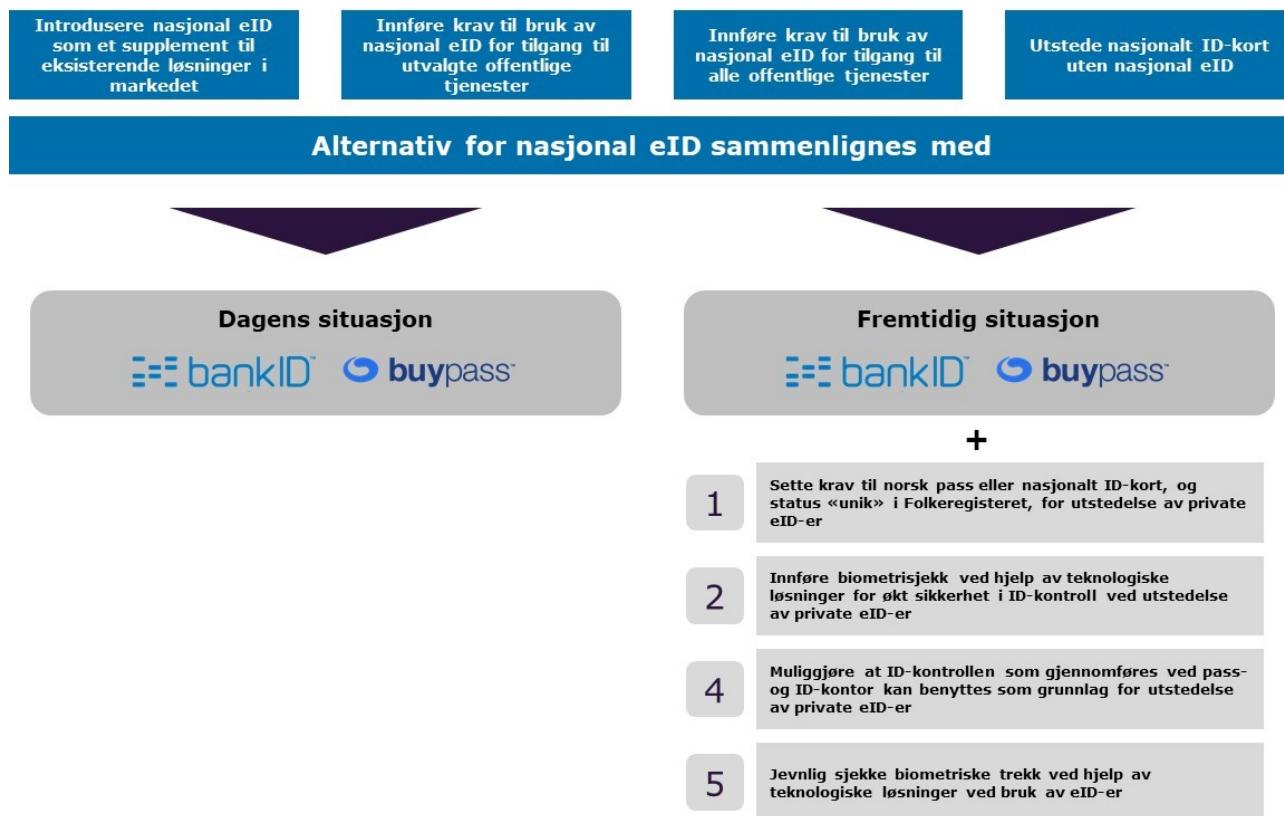 Introdusere nasjonal eID
som et supplement til
eksisterende løsninger i
markedet
Innføre krav til bruk av
nasjonal eID for tilgang til
utvalgte offentlige
tjenester
Innføre krav til bruk av
nasjonal eID for tilgang til
alle offentlige tjenester
Utstede nasjonalt ID-kort
uten nasjonal eID
Alternativ for nasjonal eID sammenlignes med
Dagens situasjon
bankID™ buypass™
Fremtidig situasjon
bankID™ buypass™
+
1
Sette krav til norsk pass eller nasjonalt ID-kort, og
status «unik» i Folkeregisteret, for utstedelse av private
eID-er
2
Innføre biometrisjekk ved hjelp av teknologiske
løsninger for økt sikkerhet i ID-kontroll ved utstedelse
av private eID-er
4
Muliggjøre at ID-kontrollen som gjennomføres ved pass-
og ID-kontor kan benyttes som grunnlag for utstedelse
av private eID-er
5
Jevnlig sjekke biometriske trekk ved hjelp av
teknologiske løsninger ved bruk av eID-er